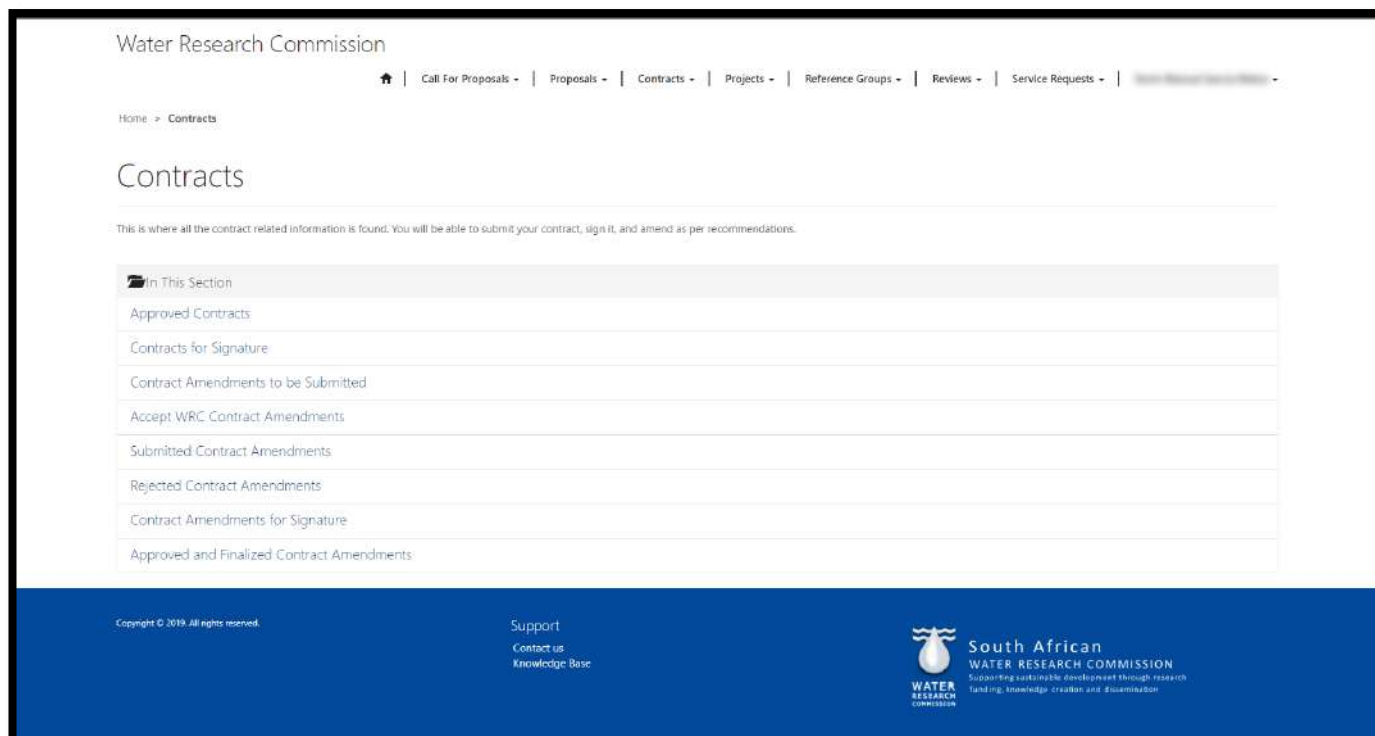 Water Research Commission
Call For Proposals | Proposals | Contracts | Projects | Reference Groups | Reviews | Service Requests |
Home > Contracts
Contracts
This is where all the contract related information is found. You will be able to submit your contract, sign it, and amend as per recommendations.
In This Section
Approved Contracts
Contracts for Signature
Contract Amendments to be Submitted
Accept WRC Contract Amendments
Submitted Contract Amendments
Rejected Contract Amendments
Contract Amendments for Signature
Approved and Finalized Contract Amendments
Copyright © 2019. All rights reserved.
Support
Contact us
Knowledge Base
WATER
RESEARCH
COMMISSION
South African
WATER RESEARCH COMMISSION
Supporting sustainable development through research
funding, knowledge creation and dissemination